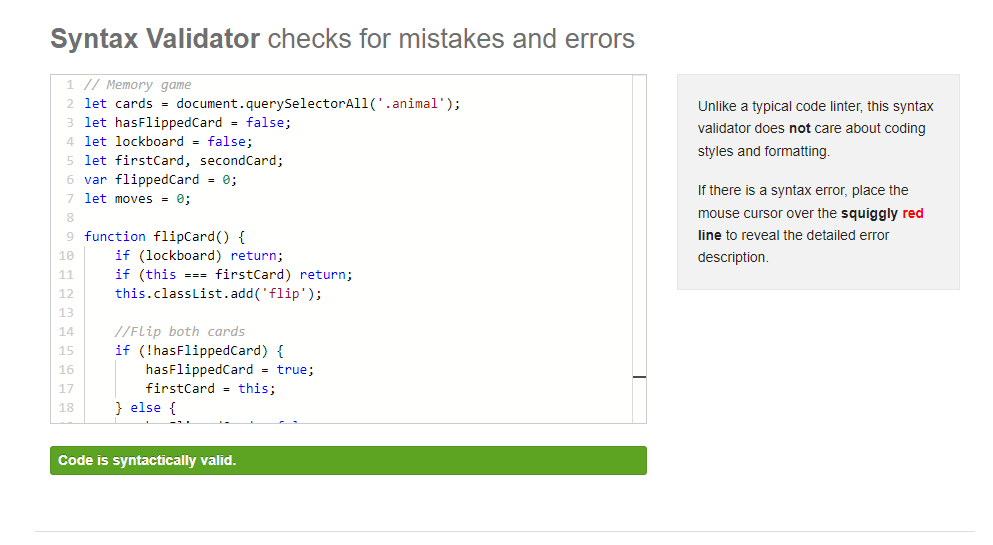 Syntax Validator checks for mistakes and errors
1 // Memory game
2 let cards = document.querySelectorAll('.animal');
3 let hasFlippedCard = false;
4 let lockboard = false;
5 let firstCard, secondCard;
6 var flippedCard = 0;
7 let moves = 0;
8
9 function flipCard() {
10     if (lockboard) return;
11     if (this === firstCard) return;
12     this.classList.add('flip');
13
14     //Flip both cards
15     if (!hasFlippedCard) {
16         hasFlippedCard = true;
17         firstCard = this;
18     } else {
Unlike a typical code linter, this syntax
validator does not care about coding
styles and formatting.
If there is a syntax error, place the
mouse cursor over the squiggly red
line to reveal the detailed error
description.
Code is syntactically valid.